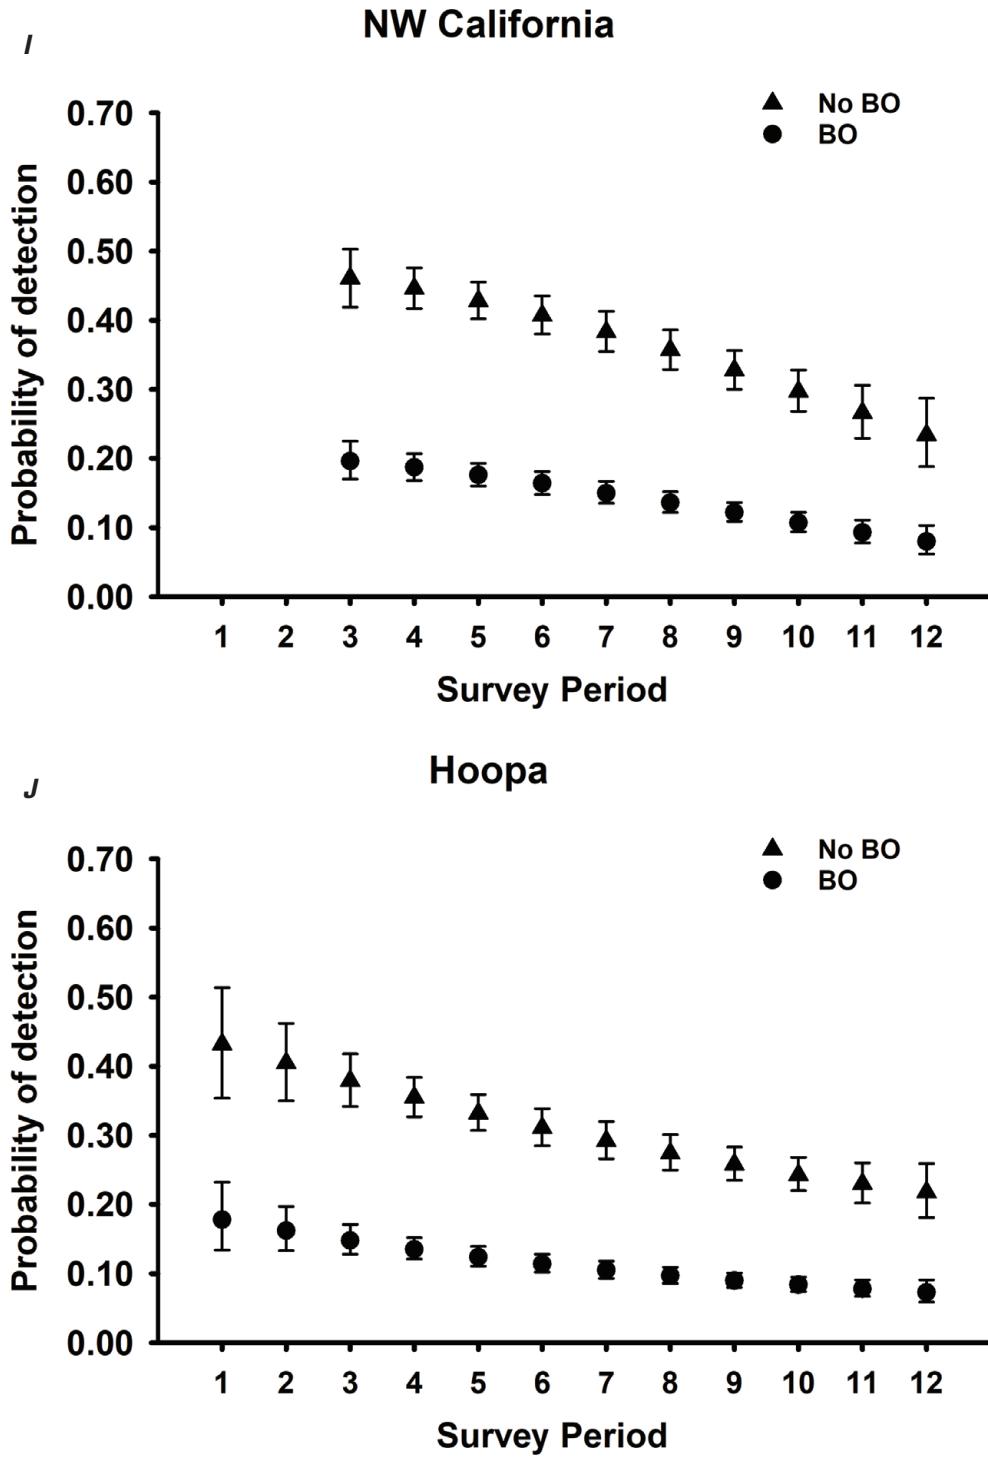 I
NW California
No BO
BO
0.70
0.60
0.50
0.40
0.30
0.20
0.10
0.00
Probability of detection
1 2 3 4 5 6 7 8 9 10 11 12
Survey Period
J
Hoopa
No BO
BO
0.70
0.60
0.50
0.40
0.30
0.20
0.10
0.00
Probability of detection
1 2 3 4 5 6 7 8 9 10 11 12
Survey Period